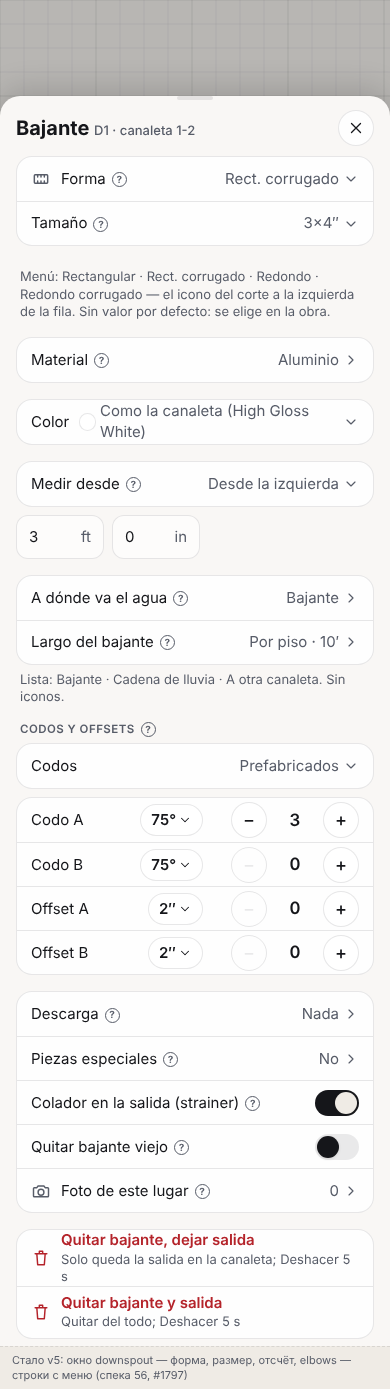 Bajante D1 · canaleta 1-2
Forma ? Rect. corrugado
Tamaño ? 3×4″
Menú: Rectangular · Rect. corrugado · Redondo ·
Redondo corrugado — el icono del corte a la izquierda
de la fila. Sin valor por defecto: se elige en la obra.
Material ? Aluminio
Color Como la canaleta (High Gloss
White)
Medir desde ? Desde la izquierda
3 ft 0 in
A dónde va el agua ? Bajante
Largo del bajante ? Por piso · 10′
Lista: Bajante · Cadena de lluvia · A otra canaleta. Sin
iconos.
CODOS Y OFFSETS ?
Codos Prefabricados
Codo A 75° − 3 +
Codo B 75° − 0 +
Offset A 2″ − 0 +
Offset B 2″ − 0 +
Descarga ? Nada
Piezas especiales ? No
Colador en la salida (strainer) ?
Quitar bajante viejo ?
Foto de este lugar ? 0
Quitar bajante, dejar salida
Solo queda la salida en la canaleta; Deshacer 5
s
Quitar bajante y salida
Quitar del todo; Deshacer 5 s
Стало v5: окно downspout — форма, размер, отсчёт, elbows —
строки с меню (спека 56, #1797)